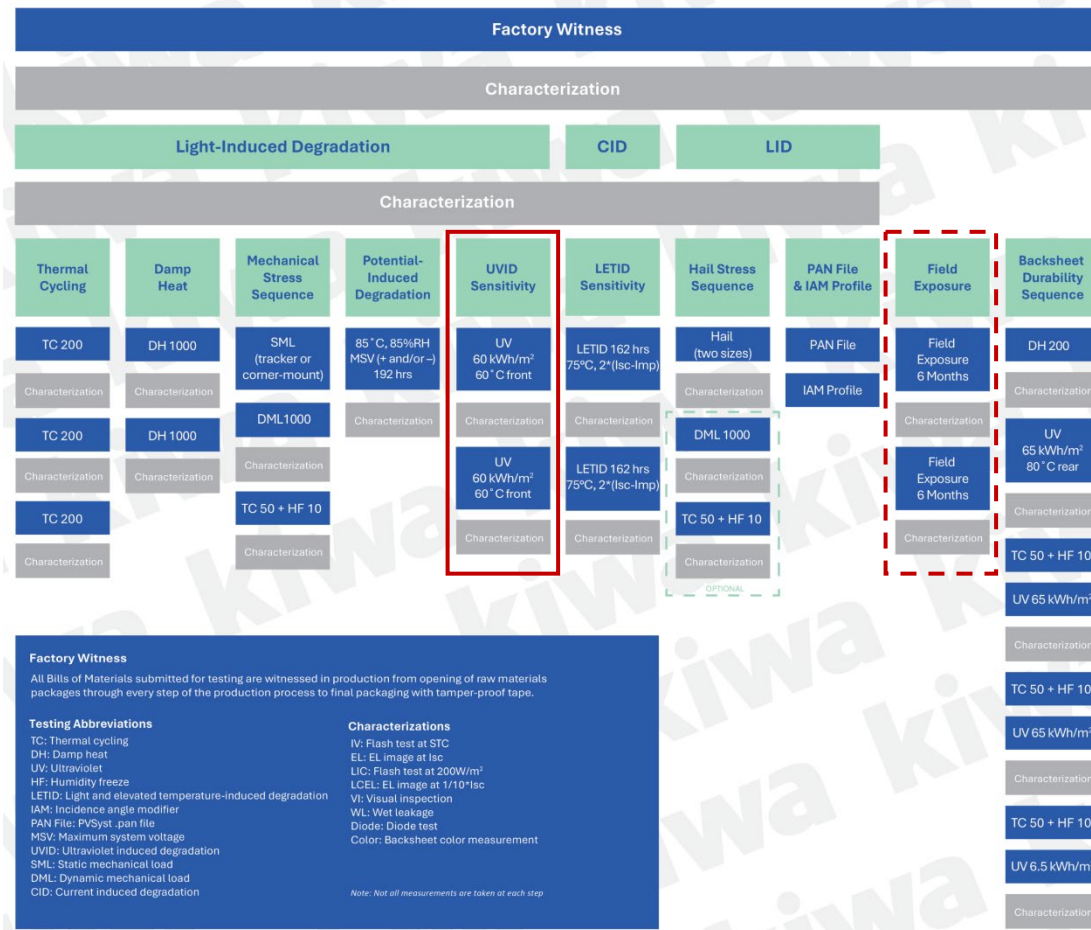 Factory Witness
Characterization
Light-Induced Degradation
CID
LID
Characterization
Thermal
Cycling
TC 200
Characterization
TC 200
Characterization
TC 200
Characterization
Damp
Heat
DH 1000
Characterization
DH 1000
Characterization
Mechanical
Stress
Sequence
SML
(tracker or
corner-mount)
DML1000
Characterization
TC 50 + HF 10
Characterization
Potential-
Induced
Degradation
85°C, 85%RH
MSV (+ and/or –)
192 hrs
Characterization
UVID
Sensitivity
UV
60 kWh/m²
60°C front
Characterization
UV
60 kWh/m²
60°C front
Characterization
LETID
Sensitivity
LETID 162 hrs
75°C, 2*(Isc-Imp)
Characterization
LETID 162 hrs
75°C, 2*(Isc-Imp)
Characterization
Hail Stress
Sequence
Hail
(two sizes)
Characterization
DML 1000
Characterization
TC 50 + HF 10
Characterization
OPTIONAL
PAN File
& IAM Profile
PAN File
IAM Profile
Field
Exposure
Field
Exposure
6 Months
Characterization
Field
Exposure
6 Months
Characterization
Backsheet
Durability
Sequence
DH 200
Characterization
UV
65 kWh/m²
80°C rear
Characterization
TC 50 + HF 10
UV 65 kWh/m²
Characterization
TC 50 + HF 10
UV 65 kWh/m²
Characterization
TC 50 + HF 10
UV 6.5 kWh/m
Characterization
Factory Witness
All Bills of Materials submitted for testing are witnessed in production from opening of raw materials
packages through every step of the production process to final packaging with tamper-proof tape.
Testing Abbreviations
TC: Thermal cycling
DH: Damp heat
UV: Ultraviolet
HF: Humidity freeze
LETID: Light and elevated temperature-induced degradation
IAM: Incidence angle modifier
PAN File: PVSyst .pan file
MSV: Maximum system voltage
UVID: Ultraviolet induced degradation
SML: Static mechanical load
DML: Dynamic mechanical load
CID: Current induced degradation
Characterizations
IV: Flash test at STC
EL: EL image at Isc
LIC: Flash test at 200W/m²
LCEL: EL image at 1/10*Isc
VI: Visual inspection
WL: Wet leakage
Diode: Diode test
Color: Backsheet color measurement
Note: Not all measurements are taken at each step
kiwa